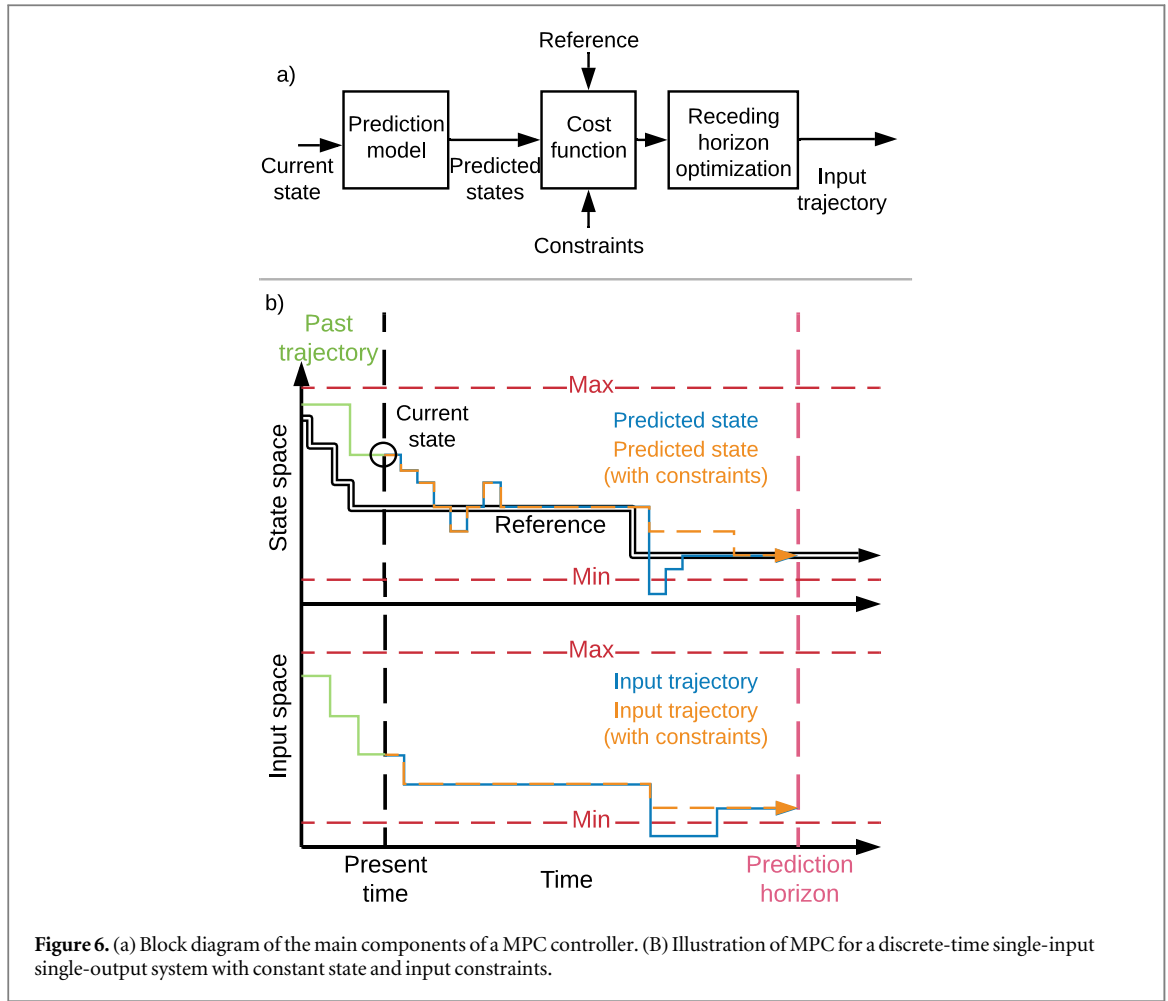 a)
Reference
Prediction
model
Cost
function
Receding
horizon
optimization
Current
state
Predicted
states
Input
trajectory
Constraints
b)
Past
trajectory
Max
Current
state
Predicted state
Predicted state
(with constraints)
State space
Reference
Min
Max
Input trajectory
Input trajectory
(with constraints)
Input space
Min
Present
time
Time
Prediction
horizon
Figure 6. (a) Block diagram of the main components of a MPC controller. (B) Illustration of MPC for a discrete-time single-input
single-output system with constant state and input constraints.